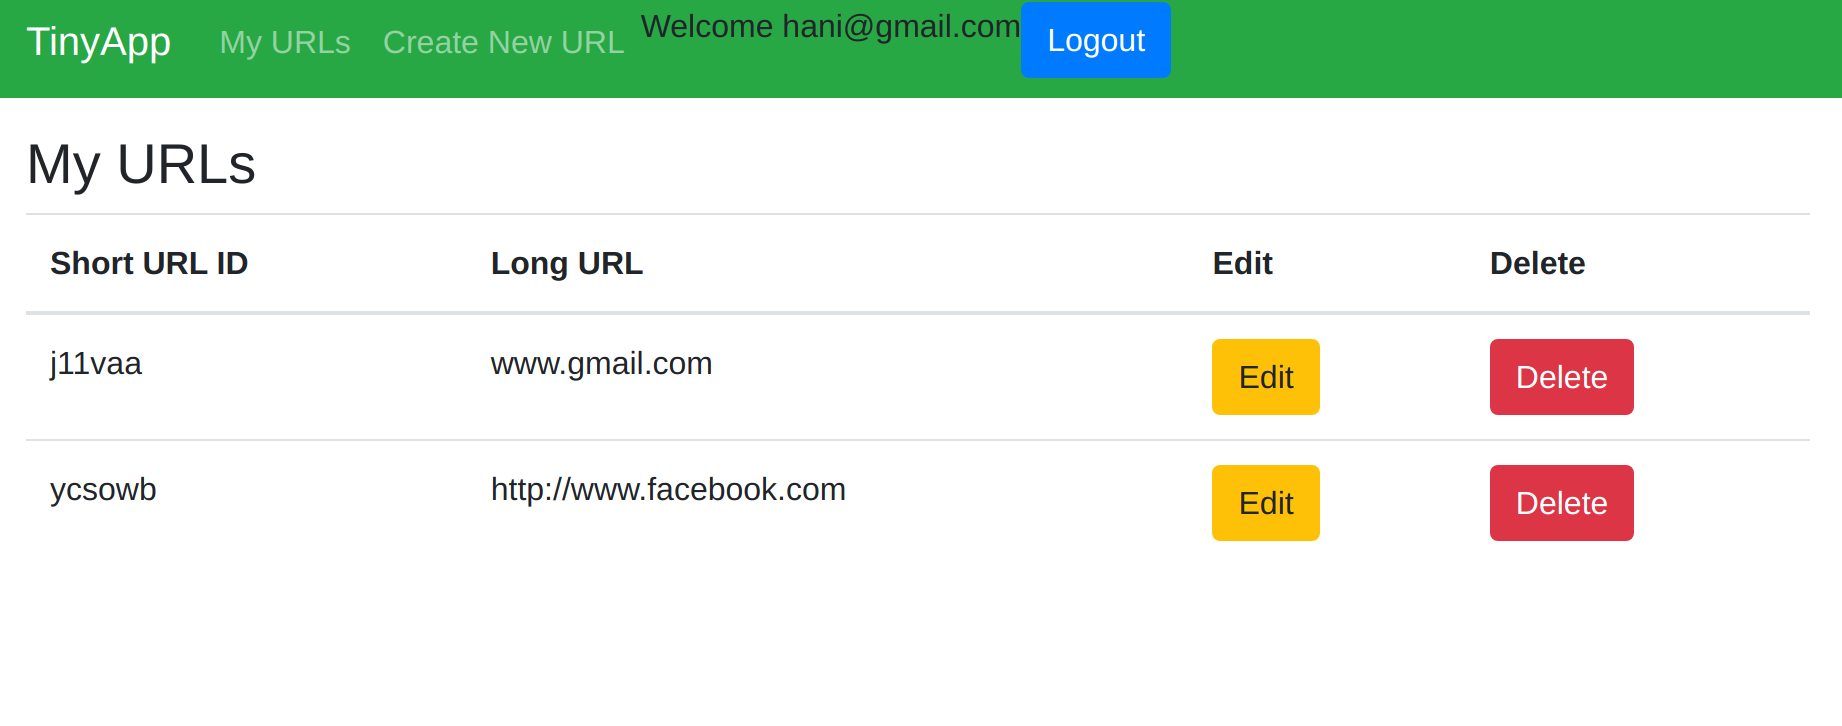 TinyApp My URLs Create New URL Welcome hani@gmail.com Logout
My URLs
Short URL ID Long URL Edit Delete
j11vaa www.gmail.com Edit Delete
ycsowb http://www.facebook.com Edit Delete